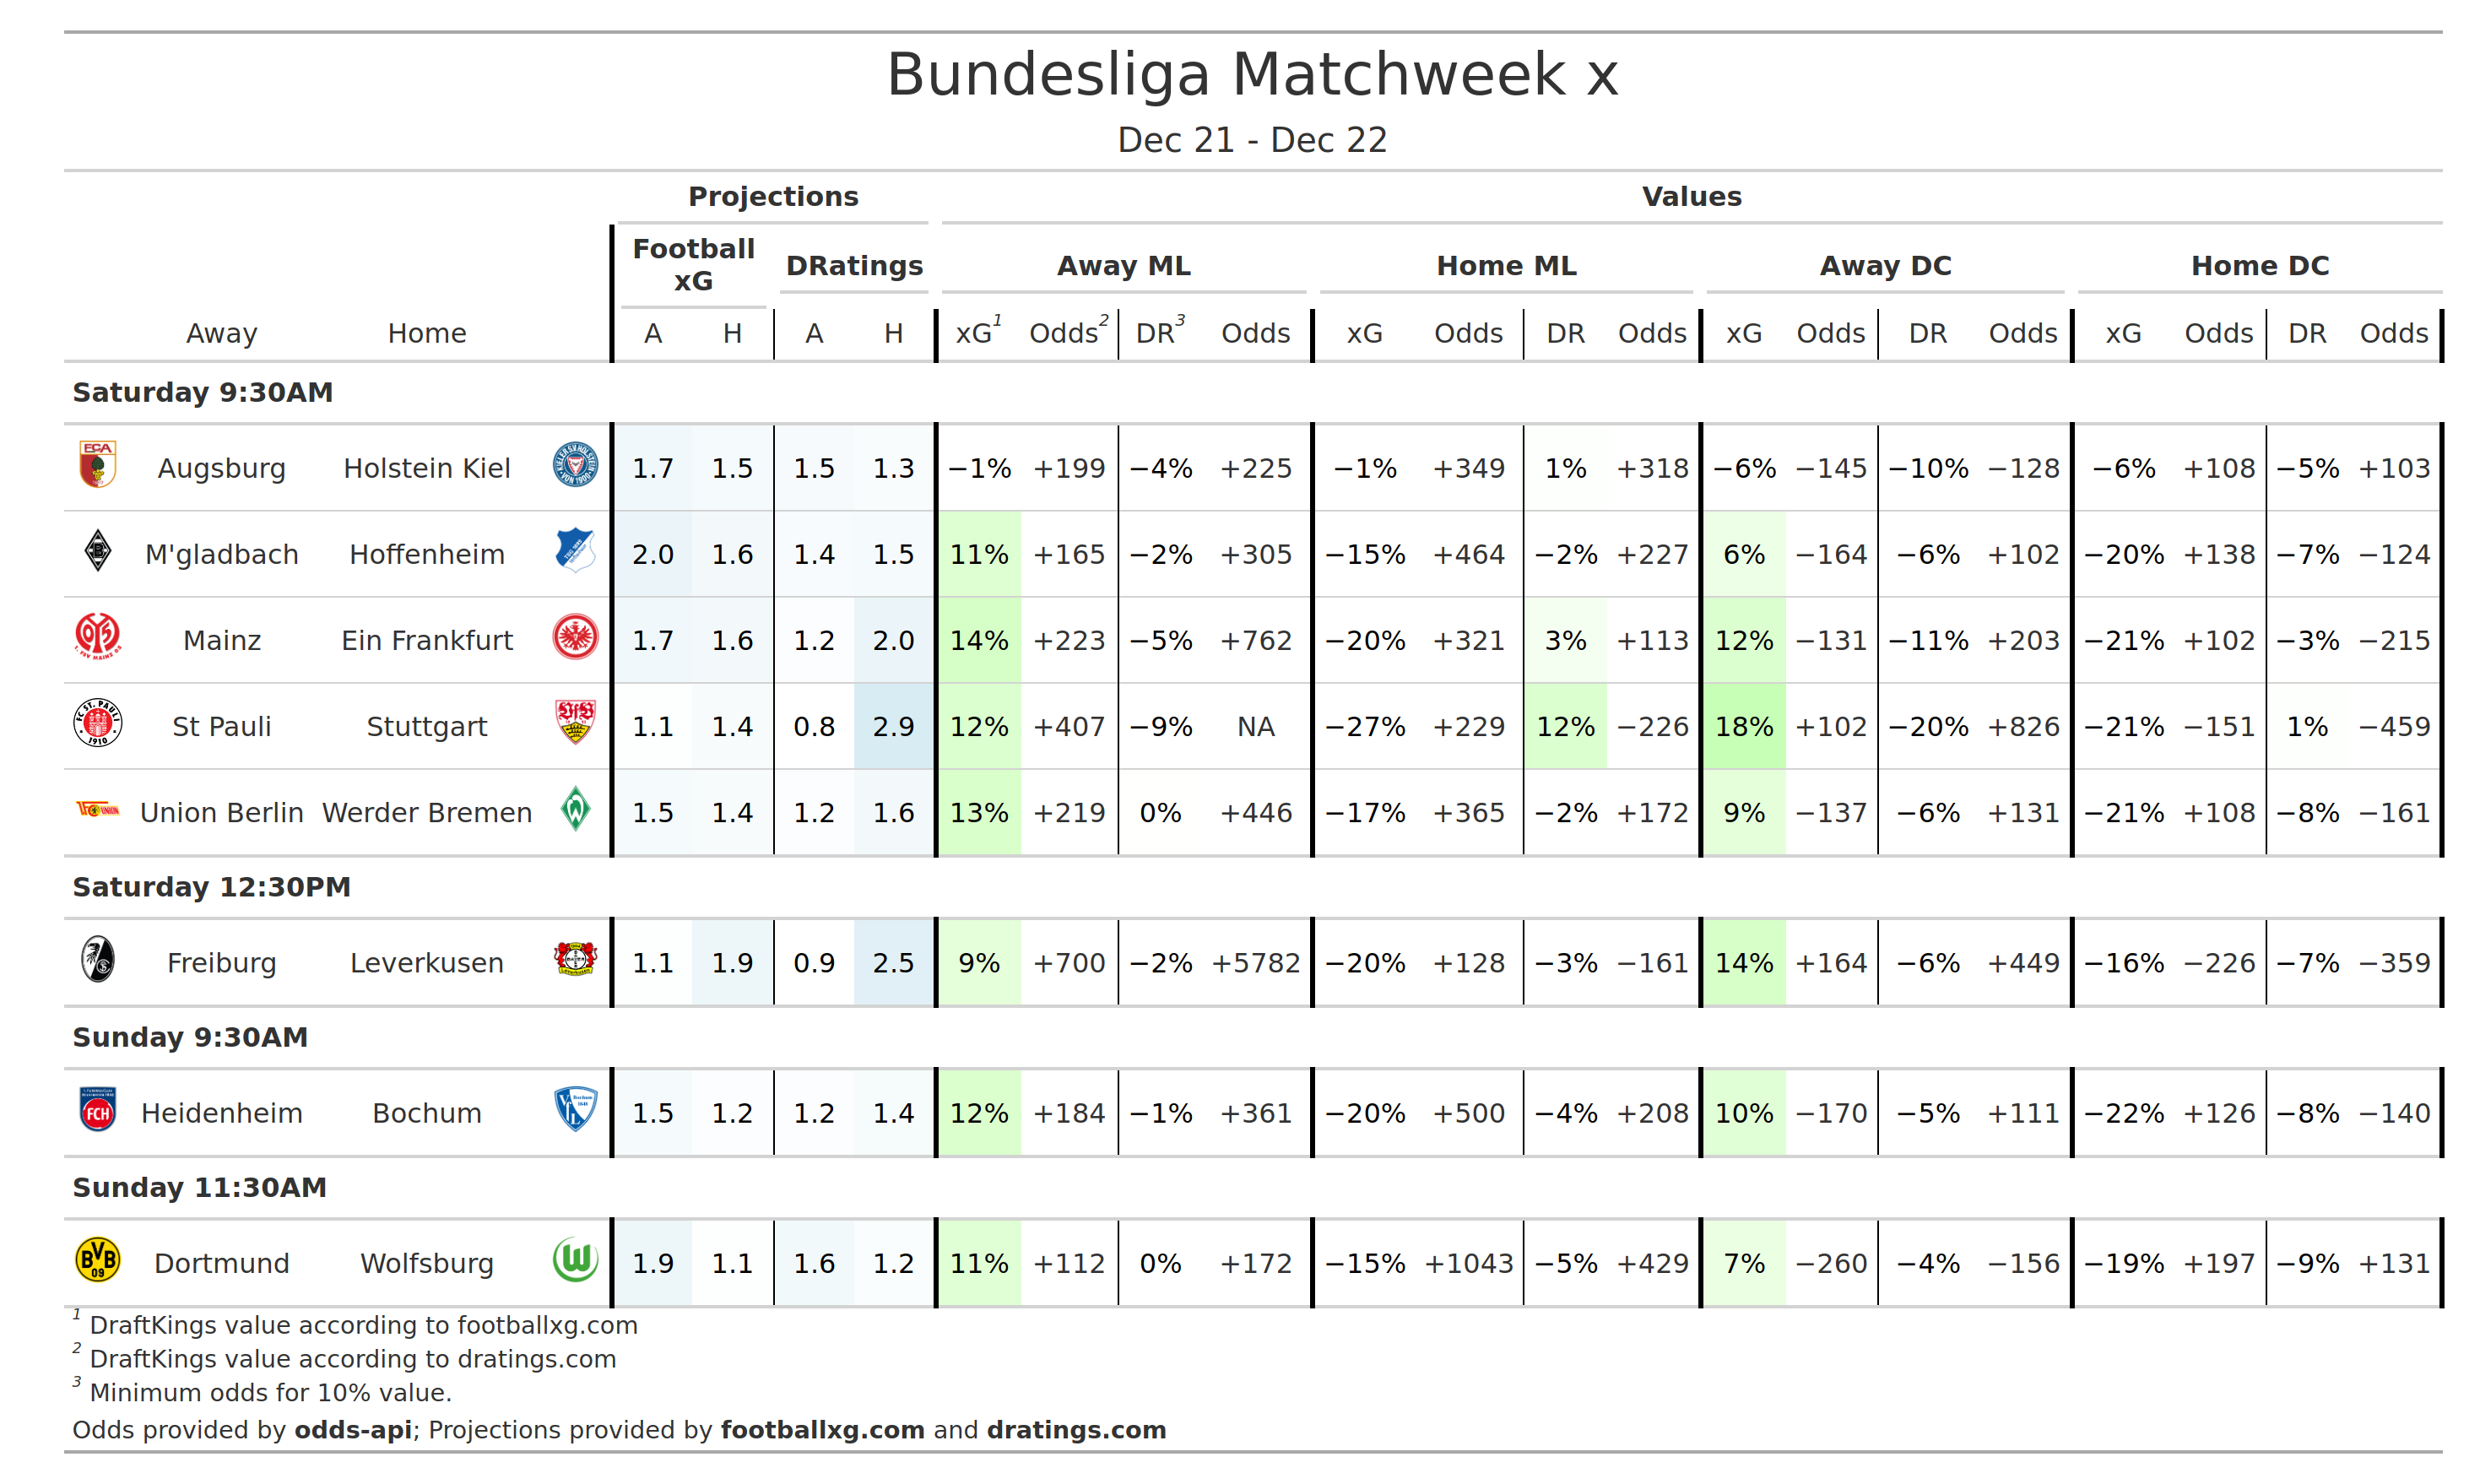 Bundesliga Matchweek x
Dec 21 - Dec 22
Projections Values
Football xG DRatings Away ML Home ML Away DC Home DC
Away Home A H A H xG1 Odds2 DR3 Odds xG Odds DR Odds xG Odds DR Odds xG Odds DR Odds
Saturday 9:30AM
Augsburg Holstein Kiel 1.7 1.5 1.5 1.3 −1% +199 −4% +225 −1% +349 1% +318 −6% −145 −10% −128 −6% +108 −5% +103
M'gladbach Hoffenheim 2.0 1.6 1.4 1.5 11% +165 −2% +305 −15% +464 −2% +227 6% −164 −6% +102 −20% +138 −7% −124
Mainz Ein Frankfurt 1.7 1.6 1.2 2.0 14% +223 −5% +762 −20% +321 3% +113 12% −131 −11% +203 −21% +102 −3% −215
St Pauli Stuttgart 1.1 1.4 0.8 2.9 12% +407 −9% NA −27% +229 12% −226 18% +102 −20% +826 −21% −151 1% −459
Union Berlin Werder Bremen 1.5 1.4 1.2 1.6 13% +219 0% +446 −17% +365 −2% +172 9% −137 −6% +131 −21% +108 −8% −161
Saturday 12:30PM
Freiburg Leverkusen 1.1 1.9 0.9 2.5 9% +700 −2% +5782 −20% +128 −3% −161 14% +164 −6% +449 −16% −226 −7% −359
Sunday 9:30AM
Heidenheim Bochum 1.5 1.2 1.2 1.4 12% +184 −1% +361 −20% +500 −4% +208 10% −170 −5% +111 −22% +126 −8% −140
Sunday 11:30AM
Dortmund Wolfsburg 1.9 1.1 1.6 1.2 11% +112 0% +172 −15% +1043 −5% +429 7% −260 −4% −156 −19% +197 −9% +131
1 DraftKings value according to footballxg.com
2 DraftKings value according to dratings.com
3 Minimum odds for 10% value.
Odds provided by odds-api; Projections provided by footballxg.com and dratings.com